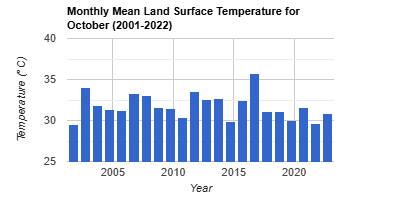 Monthly Mean Land Surface Temperature for
October (2001-2022)
40
35
30
25
Temperature (° C)
2005 2010 2015 2020
Year